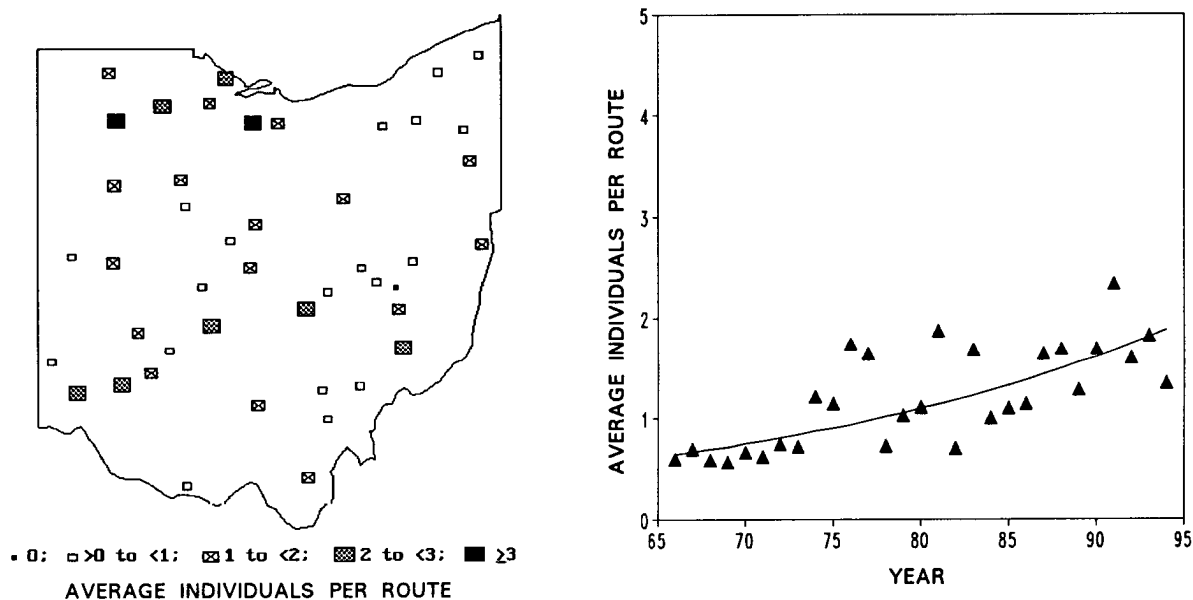 ▪ 0; ▫ >0 to <1; ⊠ 1 to <2; ▩ 2 to <3; ■ ≥3
AVERAGE INDIVIDUALS PER ROUTE
AVERAGE INDIVIDUALS PER ROUTE
5
4
3
2
1
0
65 70 75 80 85 90 95
YEAR